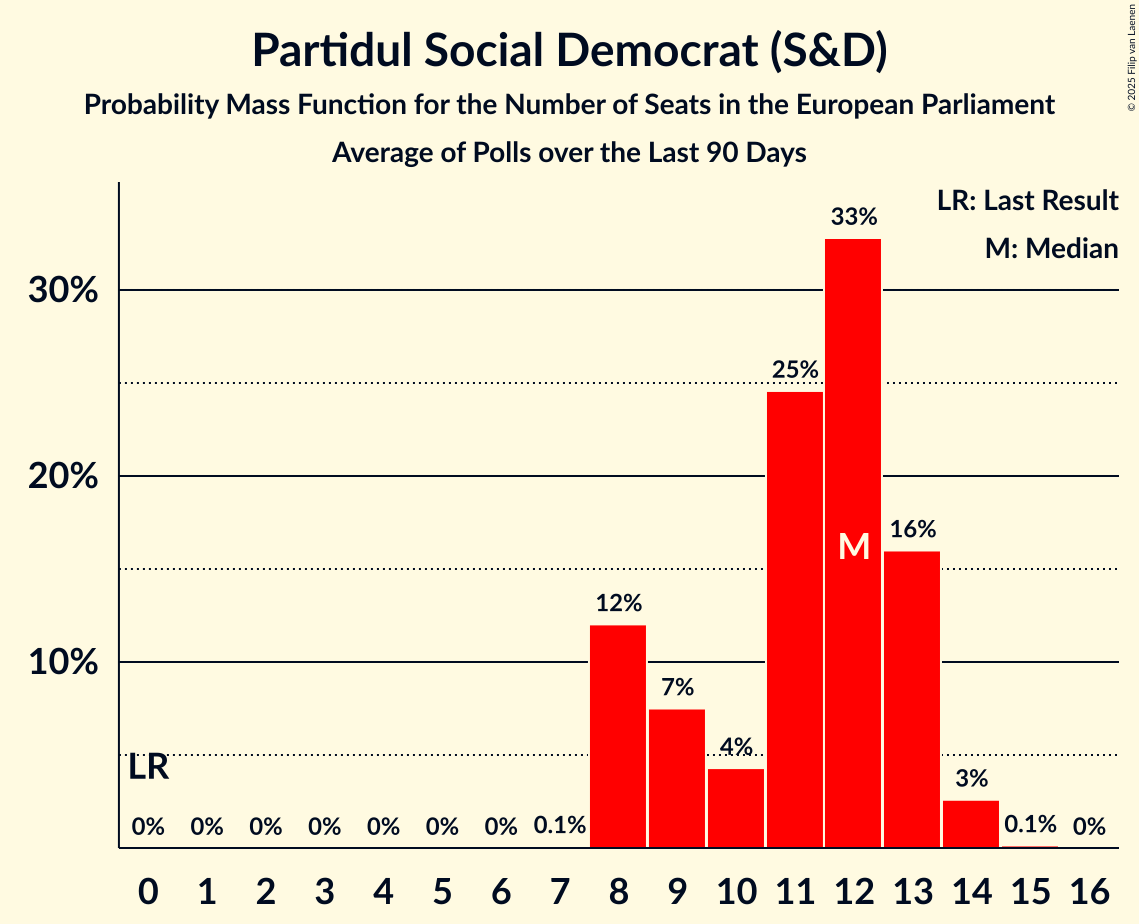 Partidul Social Democrat (S&D)
Probability Mass Function for the Number of Seats in the European Parliament
Average of Polls over the Last 90 Days
© 2025 Filip van Laenen
LR: Last Result
M: Median
33%
30%
25%
20%
16%
M
12%
10%
7%
4%
LR
3%
0% 0% 0% 0% 0% 0% 0% 0.1% 0.1% 0%
0 1 2 3 4 5 6 7 8 9 10 11 12 13 14 15 16